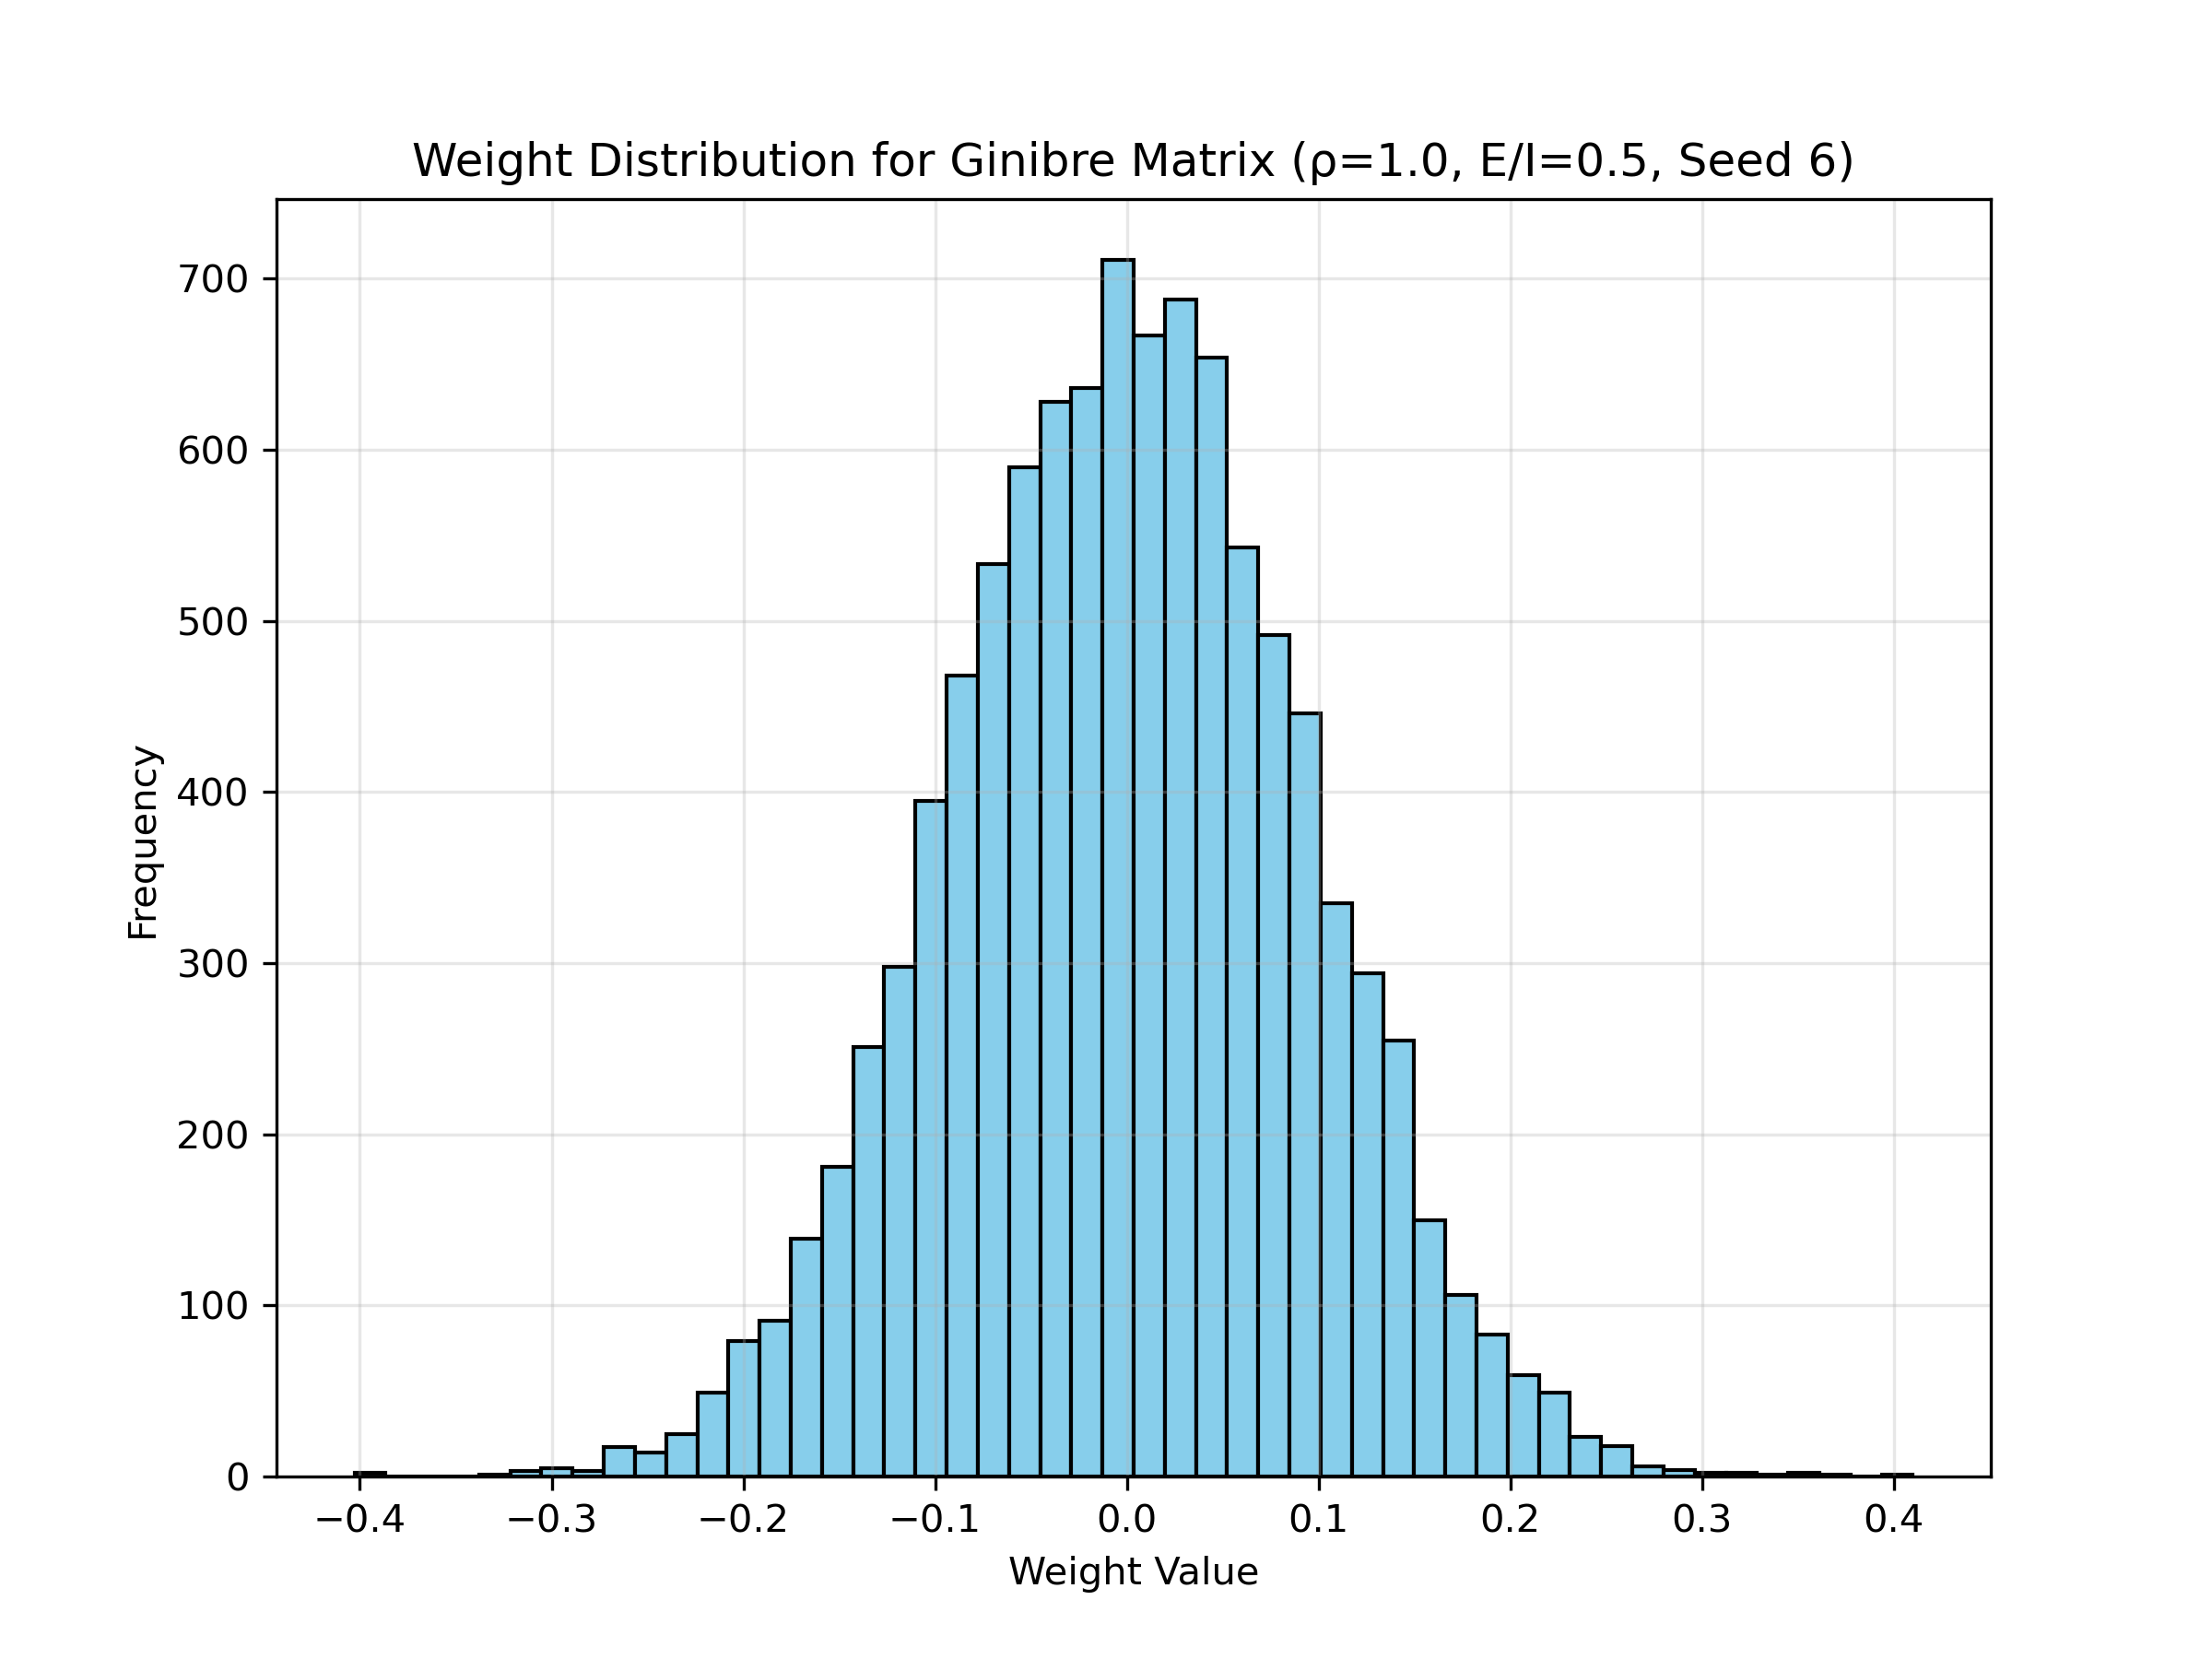 Weight Distribution for Ginibre Matrix (ρ=1.0, E/I=0.5, Seed 6)
700
600
500
400
300
200
100
0
Frequency
−0.4 −0.3 −0.2 −0.1 0.0 0.1 0.2 0.3 0.4
Weight Value